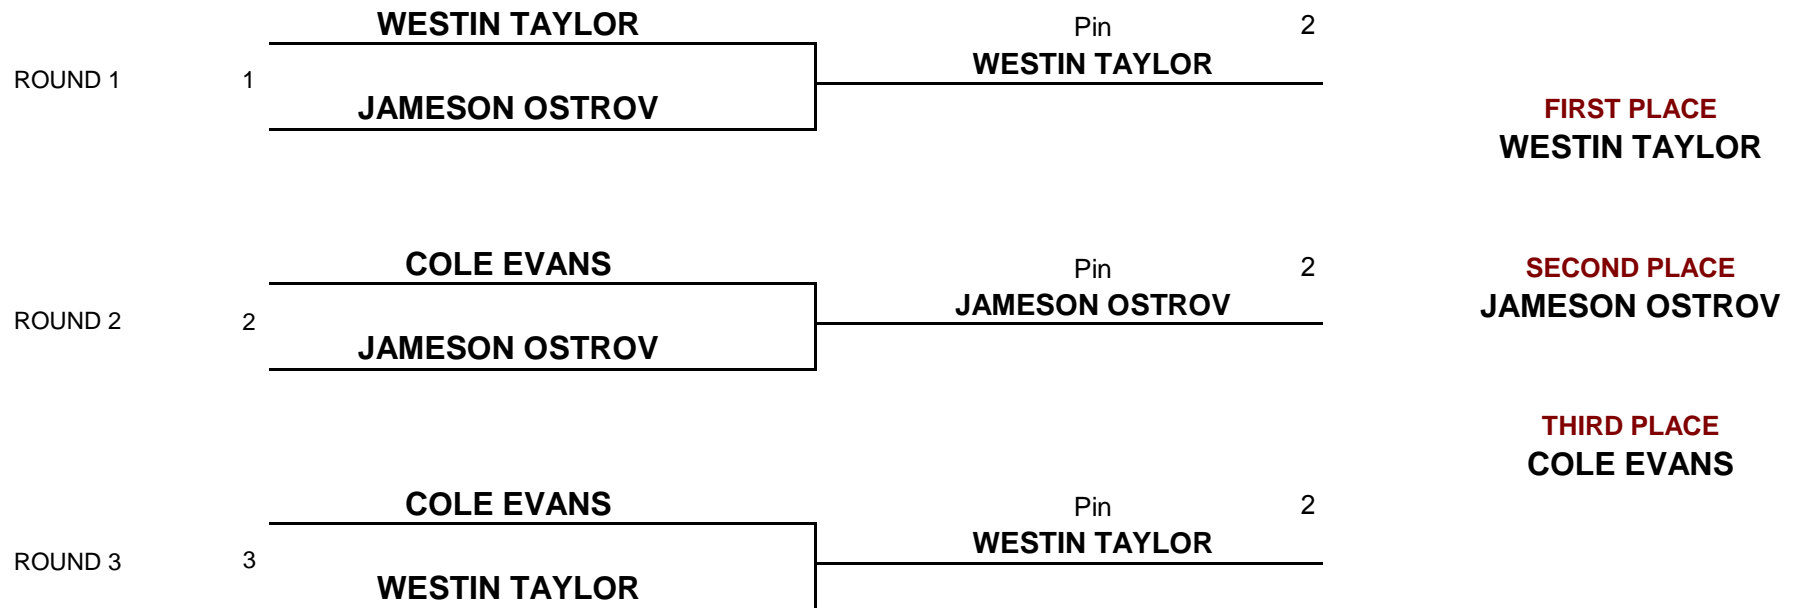 WESTIN TAYLOR
Pin 2
WESTIN TAYLOR
ROUND 1 1
JAMESON OSTROV
FIRST PLACE
WESTIN TAYLOR
COLE EVANS
Pin 2
SECOND PLACE
JAMESON OSTROV
JAMESON OSTROV
ROUND 2 2
JAMESON OSTROV
THIRD PLACE
COLE EVANS
COLE EVANS
Pin 2
WESTIN TAYLOR
ROUND 3 3
WESTIN TAYLOR